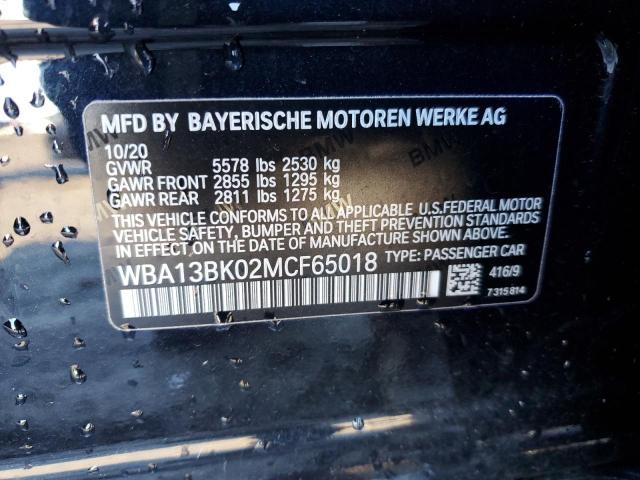 MFD BY BAYERISCHE MOTOREN WERKE AG
10/20
GVWR 5578 lbs 2530 kg
GAWR FRONT 2855 lbs 1295 kg
GAWR REAR 2811 lbs 1275 kg
THIS VEHICLE CONFORMS TO ALL APPLICABLE U.S.FEDERAL MOTOR
VEHICLE SAFETY, BUMPER AND THEFT PREVENTION STANDARDS
IN EFFECT ON THE DATE OF MANUFACTURE SHOWN ABOVE.
WBA13BK02MCF65018 TYPE: PASSENGER CAR
416/9
7315814